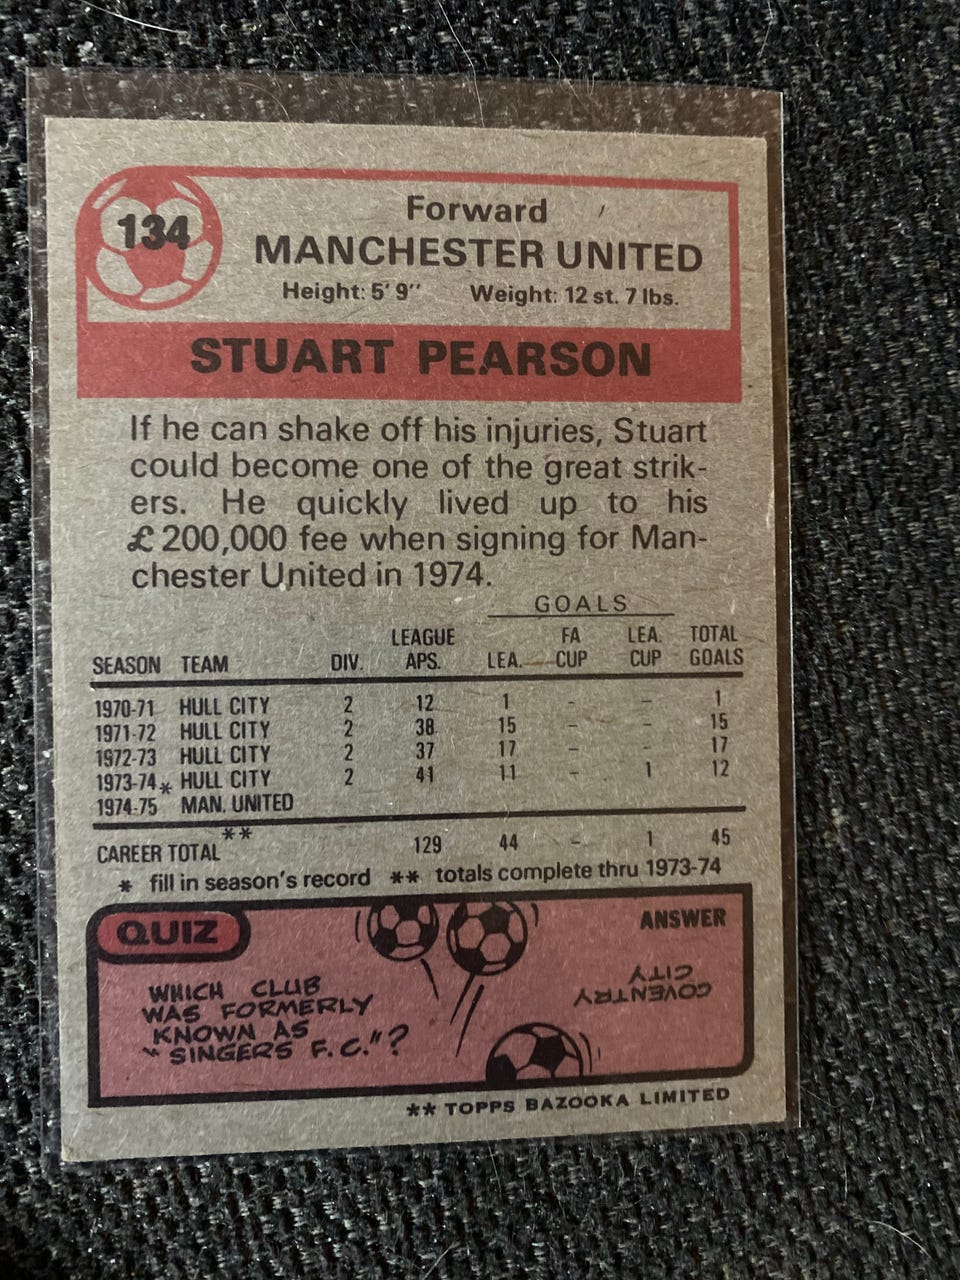 134
Forward
MANCHESTER UNITED
Height: 5' 9" Weight: 12 st. 7 lbs.
STUART PEARSON
If he can shake off his injuries, Stuart
could become one of the great strik-
ers. He quickly lived up to his
£200,000 fee when signing for Man-
chester United in 1974.
GOALS
LEAGUE FA LEA. TOTAL
SEASON TEAM DIV. APS. LEA. CUP CUP GOALS
1970-71 HULL CITY 2 12 1 - - 1
1971-72 HULL CITY 2 38 15 - - 15
1972-73 HULL CITY 2 37 17 - - 17
1973-74 HULL CITY 2 41 11 - 1 12
1974-75 * MAN. UNITED
CAREER TOTAL ** 129 44 - 1 45
* fill in season's record ** totals complete thru 1973-74
QUIZ
WHICH CLUB
WAS FORMERLY
KNOWN AS
"SINGERS F.C."?
ANSWER
COVENTRY
CITY
** TOPPS BAZOOKA LIMITED